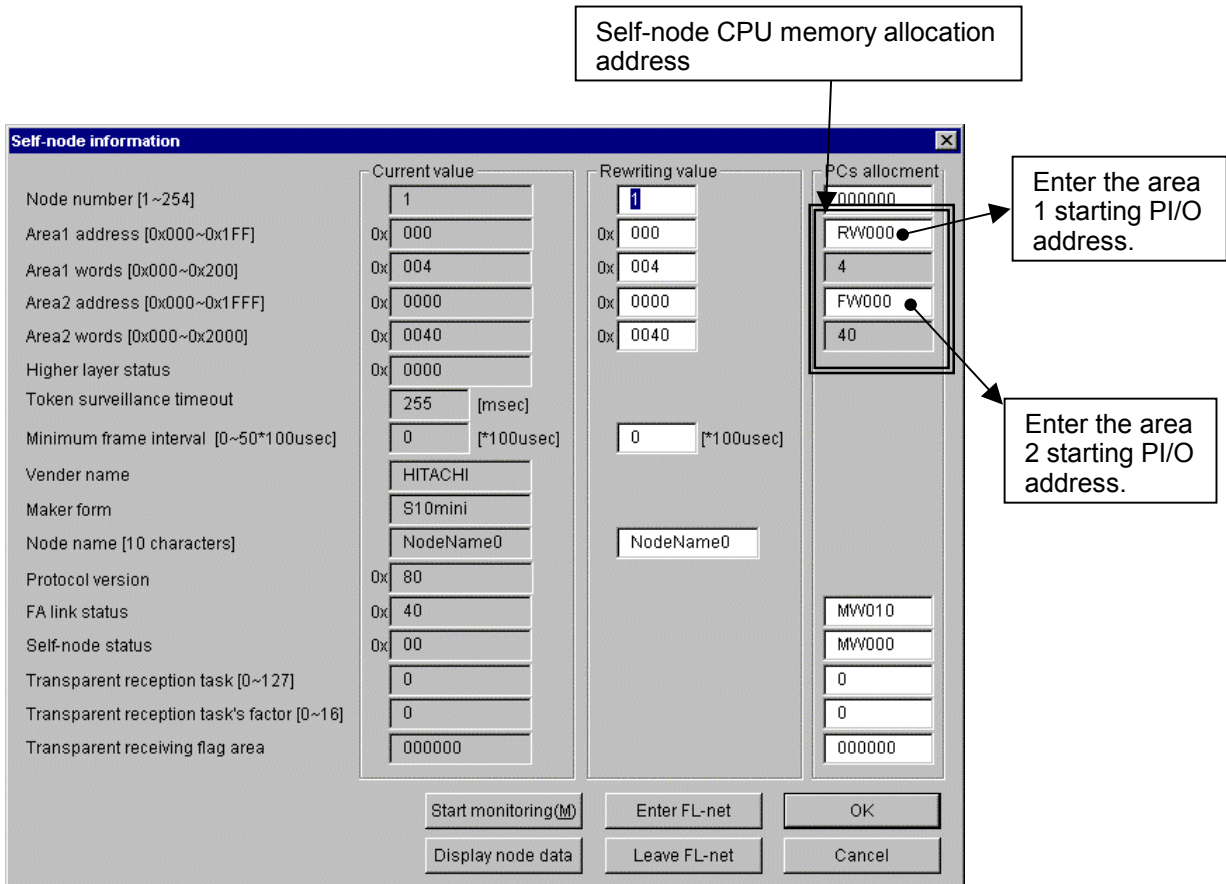 Self-node CPU memory allocation
address
Self-node information
Current value Rewriting value PCs allocment
Node number [1~254] 1 1 000000
Area1 address [0x000~0x1FF] 0x 000 0x 000 RW000
Area1 words [0x000~0x200] 0x 004 0x 004 4
Area2 address [0x000~0x1FFF] 0x 0000 0x 0000 FW000
Area2 words [0x000~0x2000] 0x 0040 0x 0040 40
Higher layer status 0x 0000
Token surveillance timeout 255 [msec]
Minimum frame interval [0~50*100usec] 0 [*100usec] 0 [*100usec]
Vender name HITACHI
Maker form S10mini
Node name [10 characters] NodeName0 NodeName0
Protocol version 0x 80
FA link status 0x 40 MW010
Self-node status 0x 00 MW000
Transparent reception task [0~127] 0 0
Transparent reception task's factor [0~16] 0 0
Transparent receiving flag area 000000 000000
Start monitoring(M) Enter FL-net OK
Display node data Leave FL-net Cancel
Enter the area
1 starting PI/O
address.
Enter the area
2 starting PI/O
address.